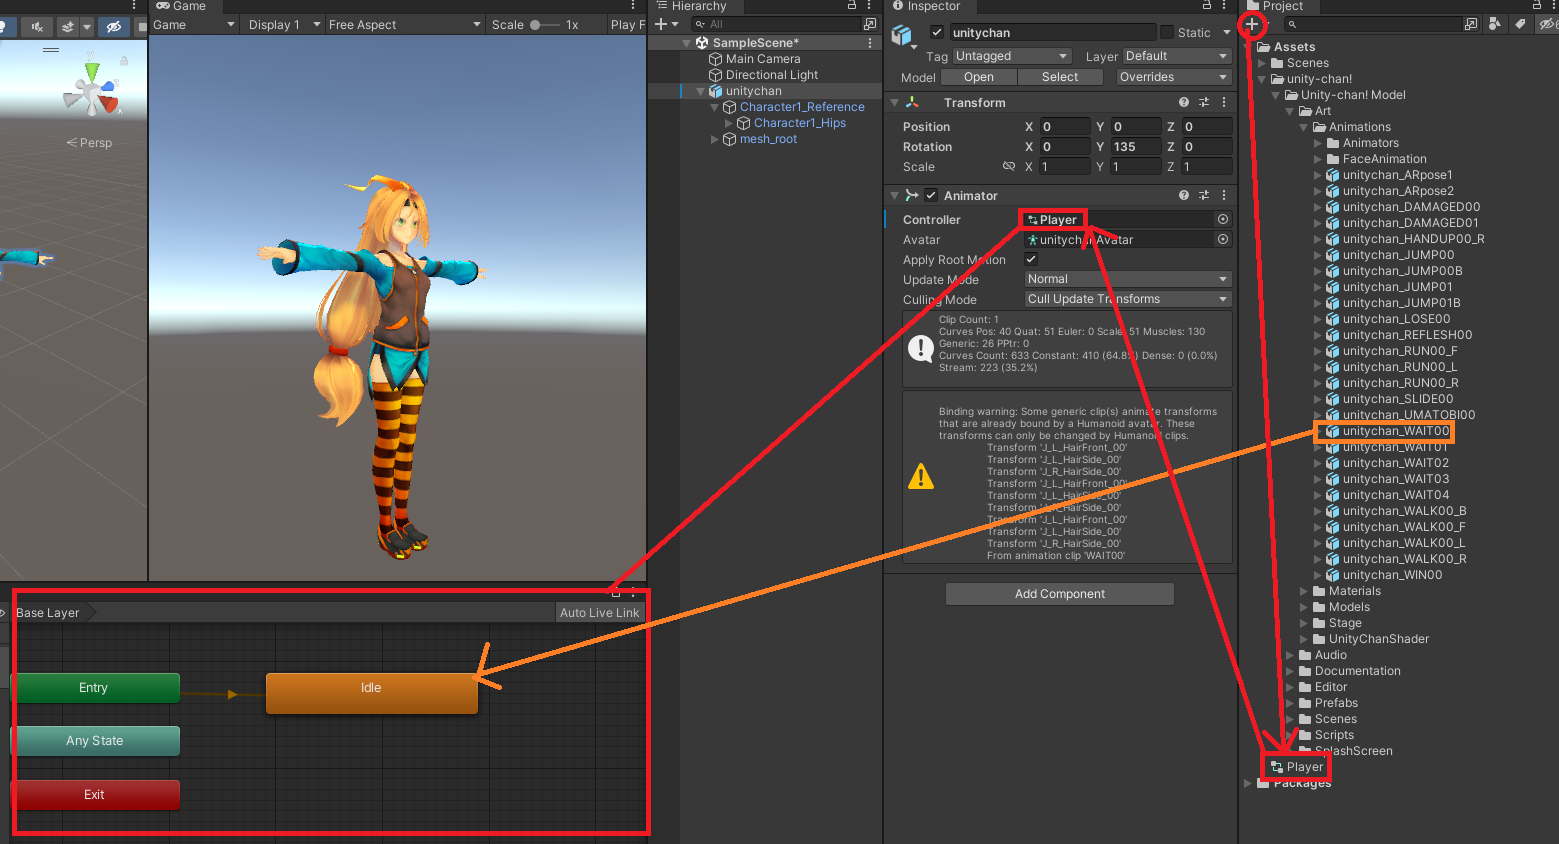 Game
Game
Display 1
Free Aspect
Scale
1x
Play F
Persp
Y
x
Hierarchy
All
SampleScene*
Main Camera
Directional Light
unitychan
Character1_Reference
Character1_Hips
mesh_root
Inspector
unitychan
Static
Tag
Untagged
Layer
Default
Model
Open
Select
Overrides
Transform
Position
X
0
Y
0
Z
0
Rotation
X
0
Y
135
Z
0
Scale
X
1
Y
1
Z
1
Animator
Controller
Player
Avatar
unitychanAvatar
Apply Root Motion
Update Mode
Normal
Culling Mode
Cull Update Transforms
Clip Count: 1
Curves Pos: 40 Quat: 51 Euler: 0 Scale: 51 Muscles: 130
Generic: 26 PPtr: 0
Curves Count: 633 Constant: 410 (64.8%) Dense: 0 (0.0%)
Stream: 223 (35.2%)
Binding warning: Some generic clip(s) animate transforms
that are already bound by a Humanoid avatar. These
transforms can only be changed by Humanoid clips.
Transform 'J_L_HairFront_00'
Transform 'J_L_HairSide_00'
Transform 'J_R_HairSide_00'
Transform 'J_L_HairFront_00'
Transform 'J_L_HairSide_00'
Transform 'J_R_HairSide_00'
Transform 'J_L_HairFront_00'
Transform 'J_L_HairSide_00'
Transform 'J_R_HairSide_00'
From animation clip 'WAIT00'
Add Component
Project
Assets
Scenes
unity-chan!
Unity-chan! Model
Art
Animations
Animators
FaceAnimation
unitychan_ARpose1
unitychan_ARpose2
unitychan_DAMAGED00
unitychan_DAMAGED01
unitychan_HANDUP00_R
unitychan_JUMP00
unitychan_JUMP00B
unitychan_JUMP01
unitychan_JUMP01B
unitychan_LOSE00
unitychan_REFLESH00
unitychan_RUN00_F
unitychan_RUN00_L
unitychan_RUN00_R
unitychan_SLIDE00
unitychan_UMATOBI00
unitychan_WAIT00
unitychan_WAIT01
unitychan_WAIT02
unitychan_WAIT03
unitychan_WAIT04
unitychan_WALK00_B
unitychan_WALK00_F
unitychan_WALK00_L
unitychan_WALK00_R
unitychan_WIN00
Materials
Models
Stage
UnityChanShader
Audio
Documentation
Editor
Prefabs
Scenes
Scripts
SplashScreen
Player
Packages
Base Layer
Auto Live Link
Entry
Idle
Any State
Exit